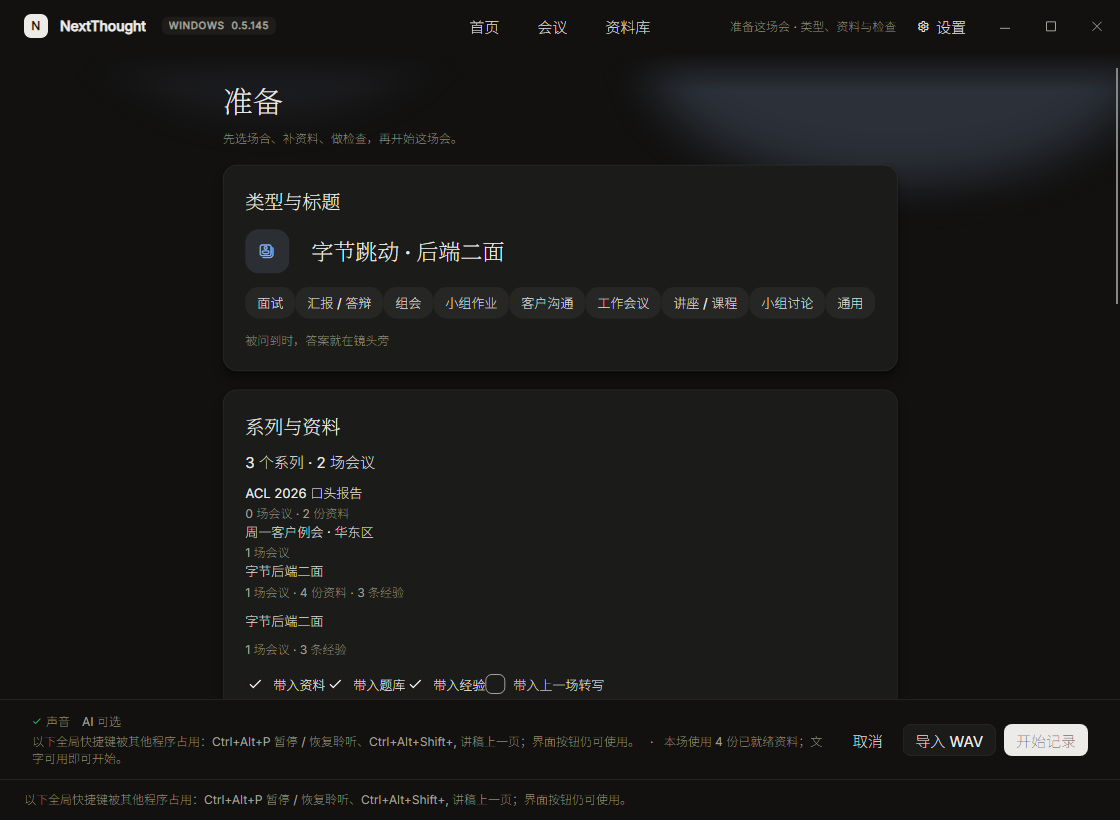 N NextThought WINDOWS 0.5.145 首页 会议 资料库 准备这场会 · 类型、资料与检查 设置
准备
先选场合、补资料、做检查，再开始这场会。
类型与标题
字节跳动 · 后端二面
面试 汇报 / 答辩 组会 小组作业 客户沟通 工作会议 讲座 / 课程 小组讨论 通用
被问到时，答案就在镜头旁
系列与资料
3 个系列 · 2 场会议
ACL 2026 口头报告
0 场会议 · 2 份资料
周一客户例会 · 华东区
1 场会议
字节后端二面
1 场会议 · 4 份资料 · 3 条经验
字节后端二面
1 场会议 · 3 条经验
带入资料 带入题库 带入经验 带入上一场转写
声音 AI 可选
以下全局快捷键被其他程序占用：Ctrl+Alt+P 暂停 / 恢复聆听、Ctrl+Alt+Shift+, 讲稿上一页；界面按钮仍可使用。 · 本场使用 4 份已就绪资料；文
字可用即可开始。
取消 导入 WAV 开始记录
以下全局快捷键被其他程序占用：Ctrl+Alt+P 暂停 / 恢复聆听、Ctrl+Alt+Shift+, 讲稿上一页；界面按钮仍可使用。